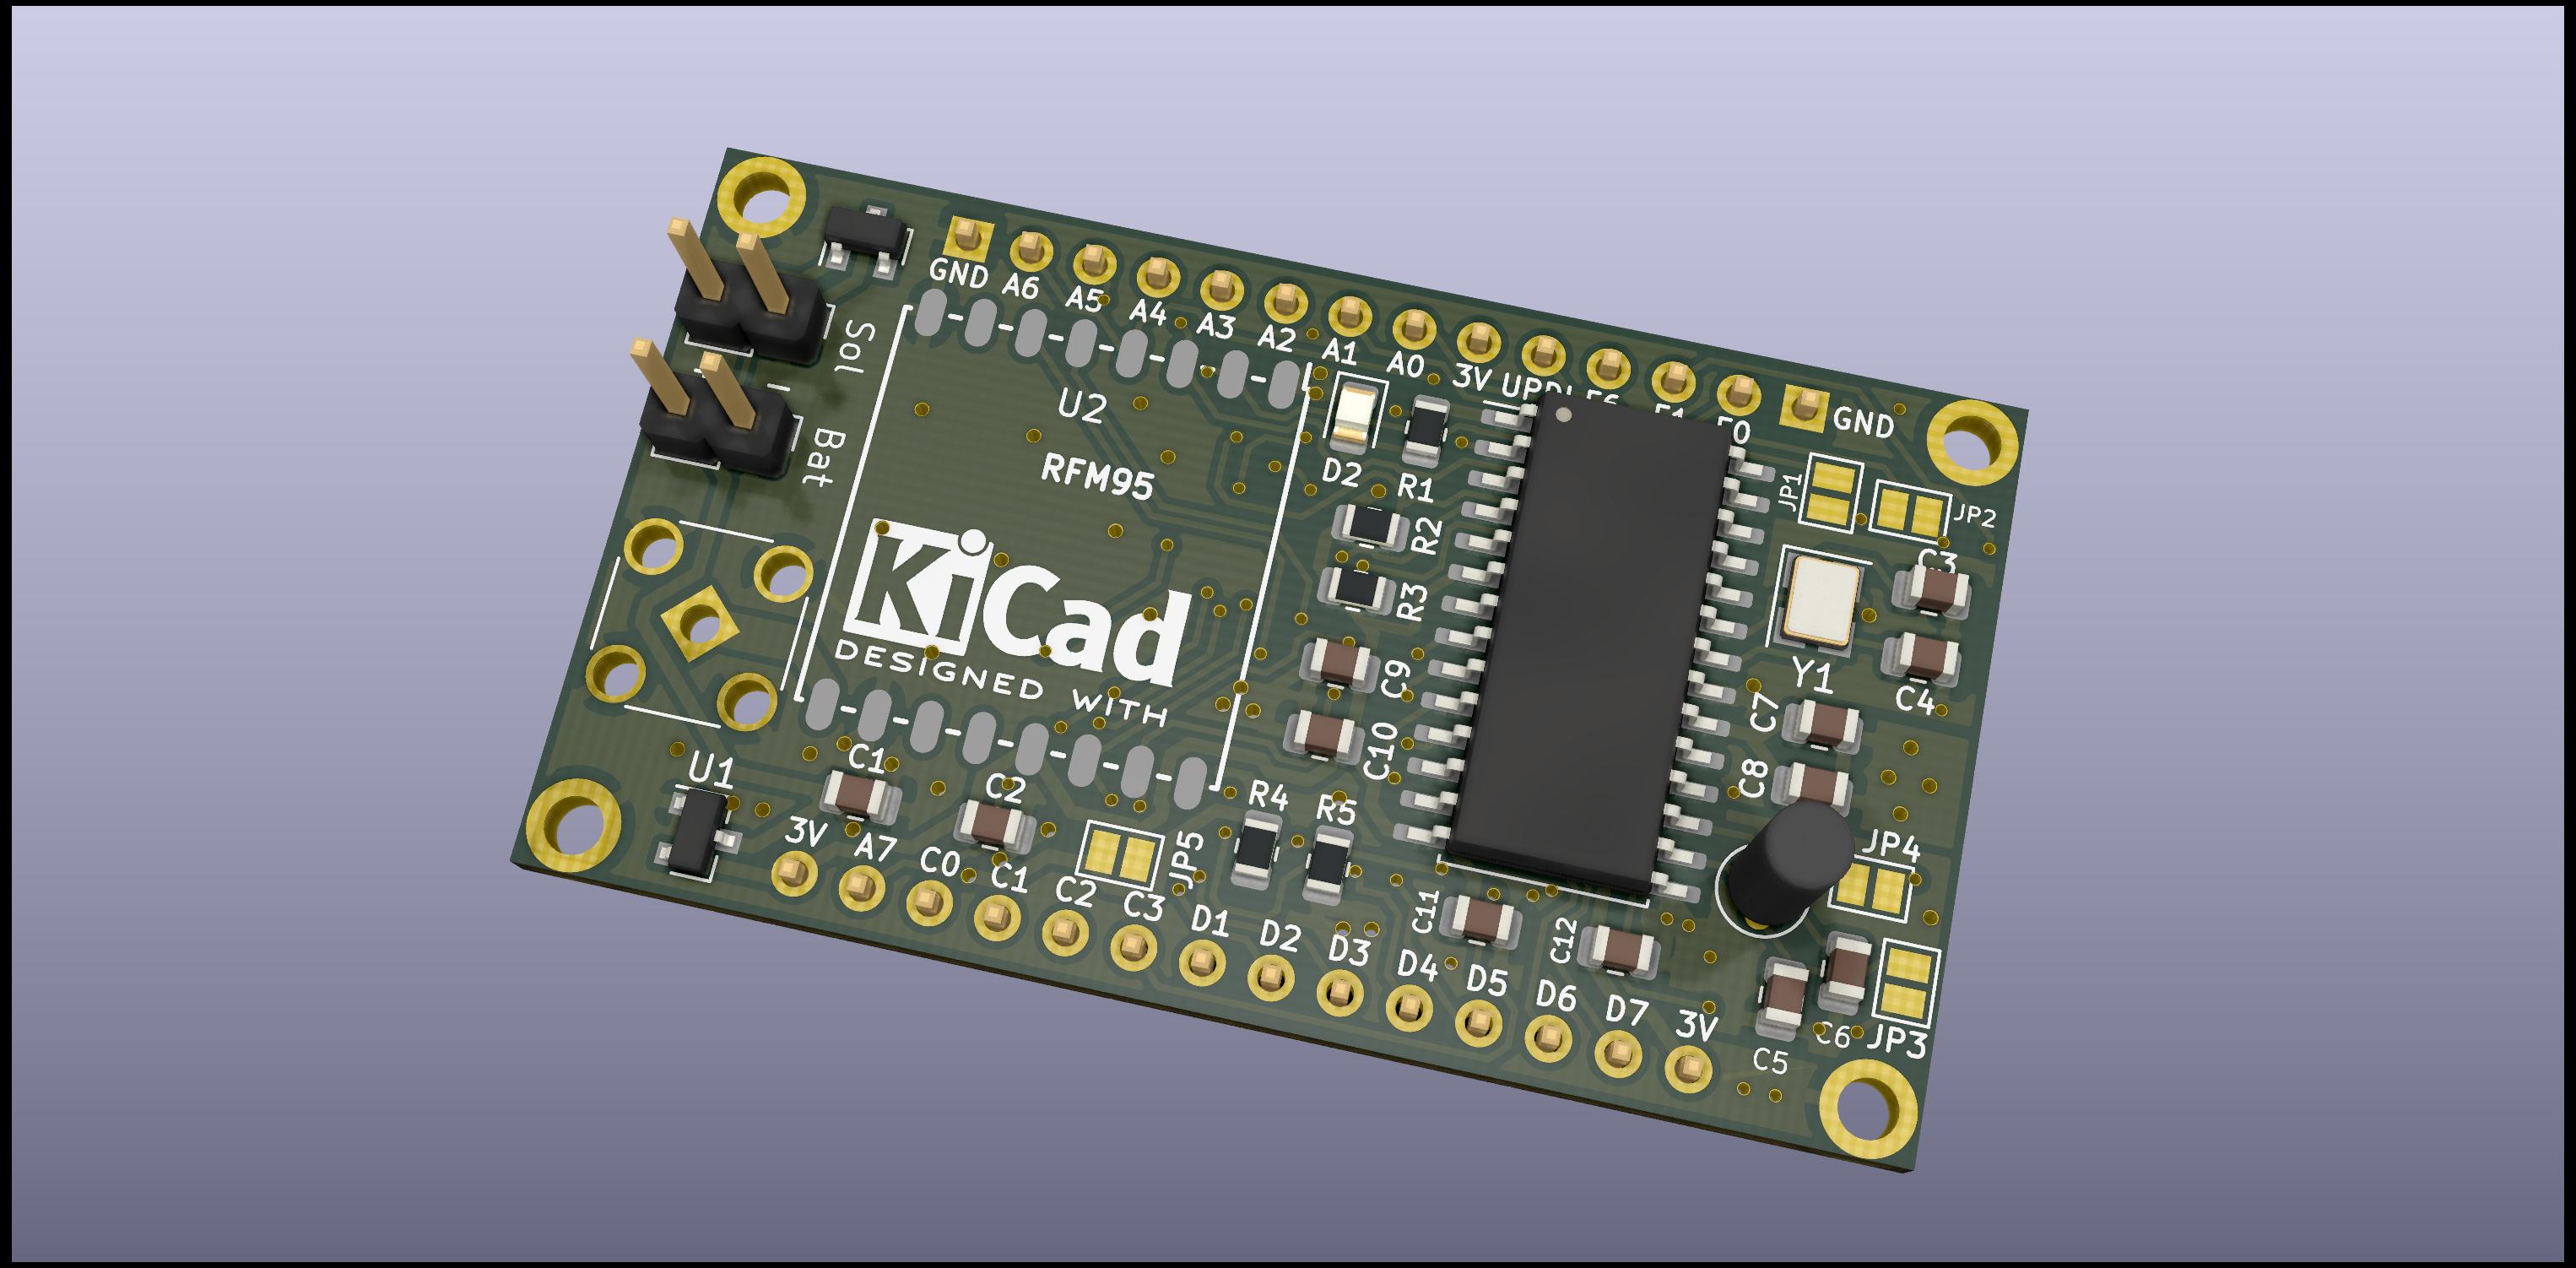 GND A6 A5 A4 A3 A2 A1 A0 3V F0 GND
Sol
Bat
U2
RFM95
D2
R1
R2
R3
JP1
JP2
C3
C4
Y1
KiCad
DESIGNED WITH
C9
C10
C7
C8
U1
C1
C2
JP5
R4
R5
JP4
C11
C12
C5
C6
JP3
3V A7 C0 C1 C2 C3 D1 D2 D3 D4 D5 D6 D7 3V